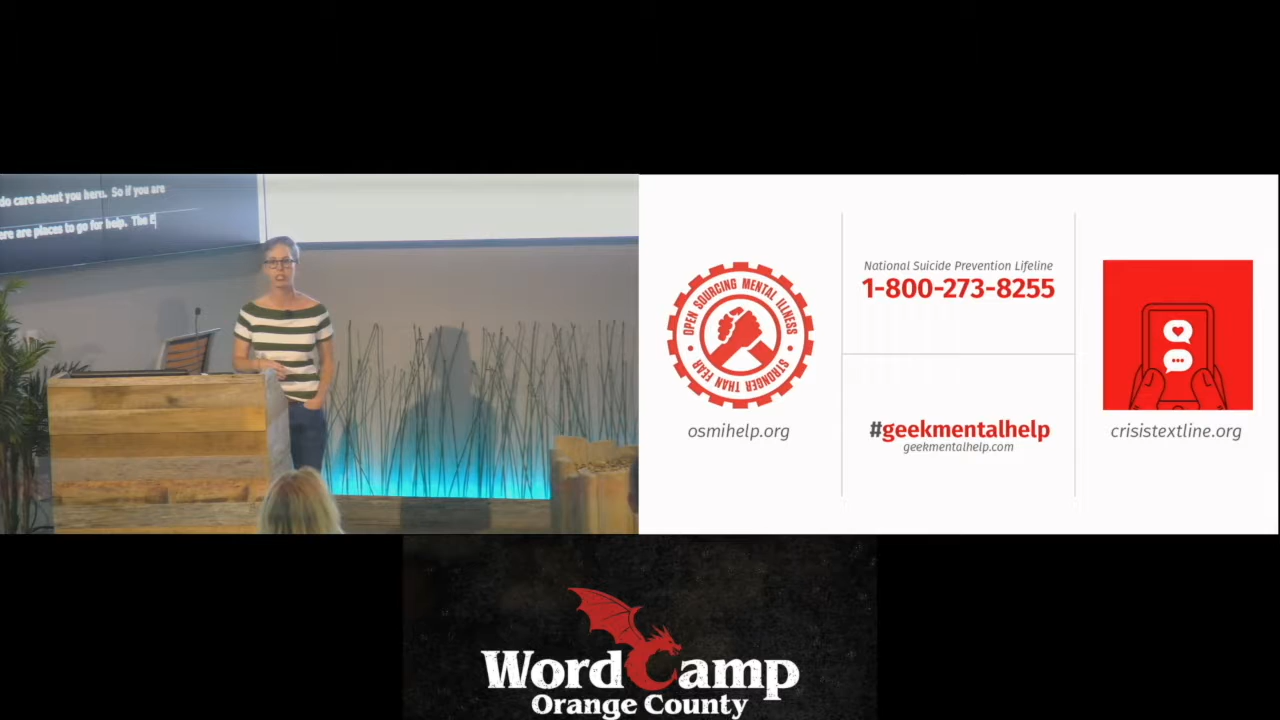 do care about you here. So if you are
ere are places to go for help. The E
OPEN SOURCING MENTAL ILLNESS
STRONGER THAN FEAR
osmihelp.org
National Suicide Prevention Lifeline
1-800-273-8255
#geekmentalhelp
geekmentalhelp.com
crisistextline.org
WordCamp
Orange County